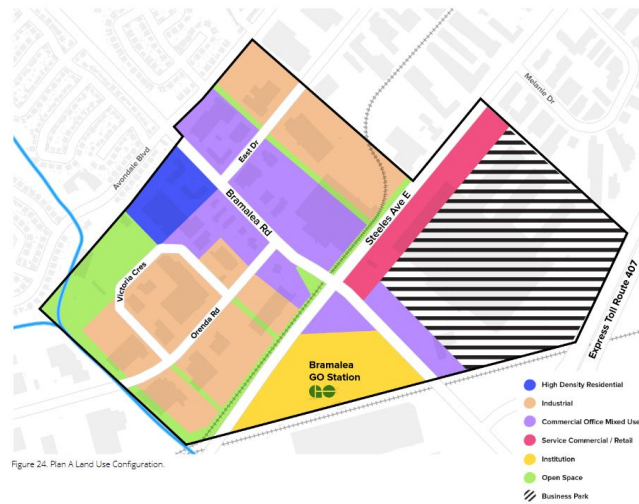 Melanie Dr
Avondale Blvd
East Dr
Bramalea Rd
Steeles Ave E
Victoria Cres
Orenda Rd
Express Toll Route 407
Bramalea
GO Station
GO
High Density Residential
Industrial
Commercial Office Mixed Use
Service Commercial / Retail
Institution
Open Space
Business Park
Figure 24. Plan A Land Use Configuration.